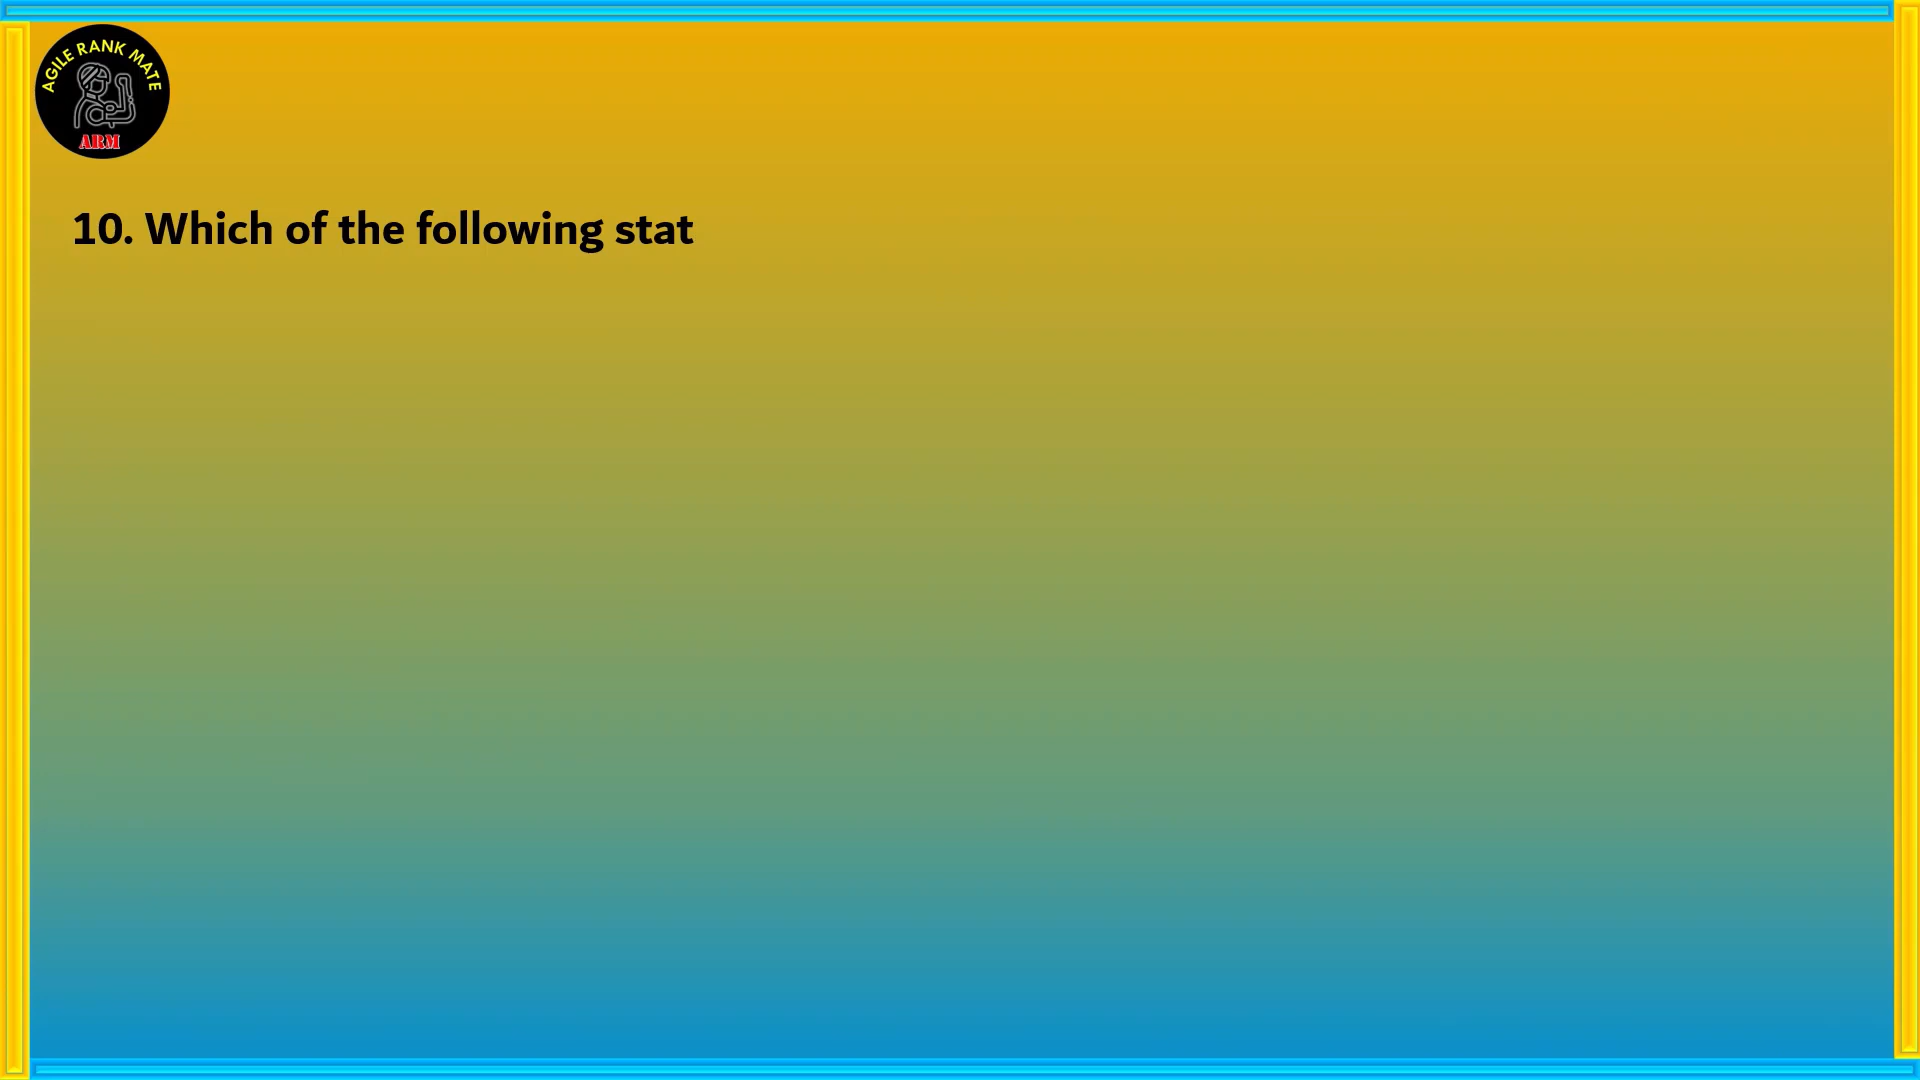 AGILE RANK MATE
ARM
10. Which of the following stat